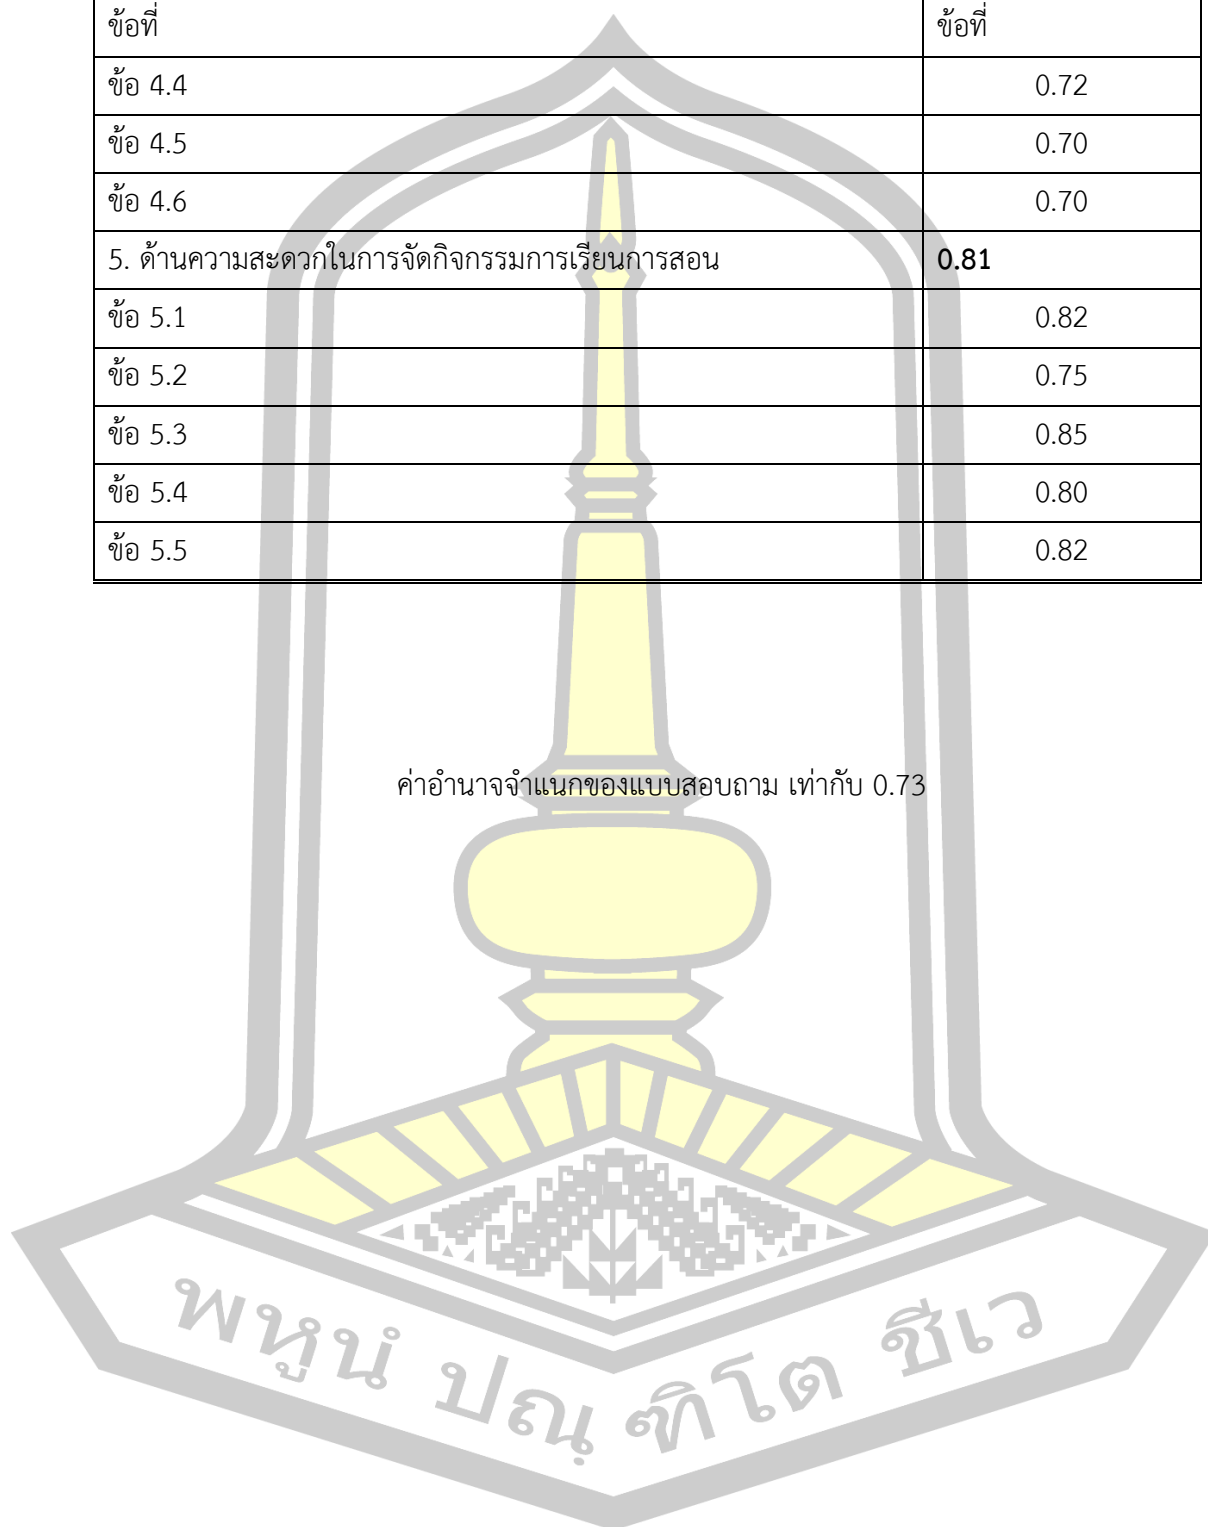 ข้อที่ ข้อที่
ข้อ 4.4 0.72
ข้อ 4.5 0.70
ข้อ 4.6 0.70
5. ด้านความสะดวกในการจัดกิจกรรมการเรียนการสอน 0.81
ข้อ 5.1 0.82
ข้อ 5.2 0.75
ข้อ 5.3 0.85
ข้อ 5.4 0.80
ข้อ 5.5 0.82
ค่าอำนาจจำแนกของแบบสอบถาม เท่ากับ 0.73
พหูนํ ปณฺฑิโต ชีเว